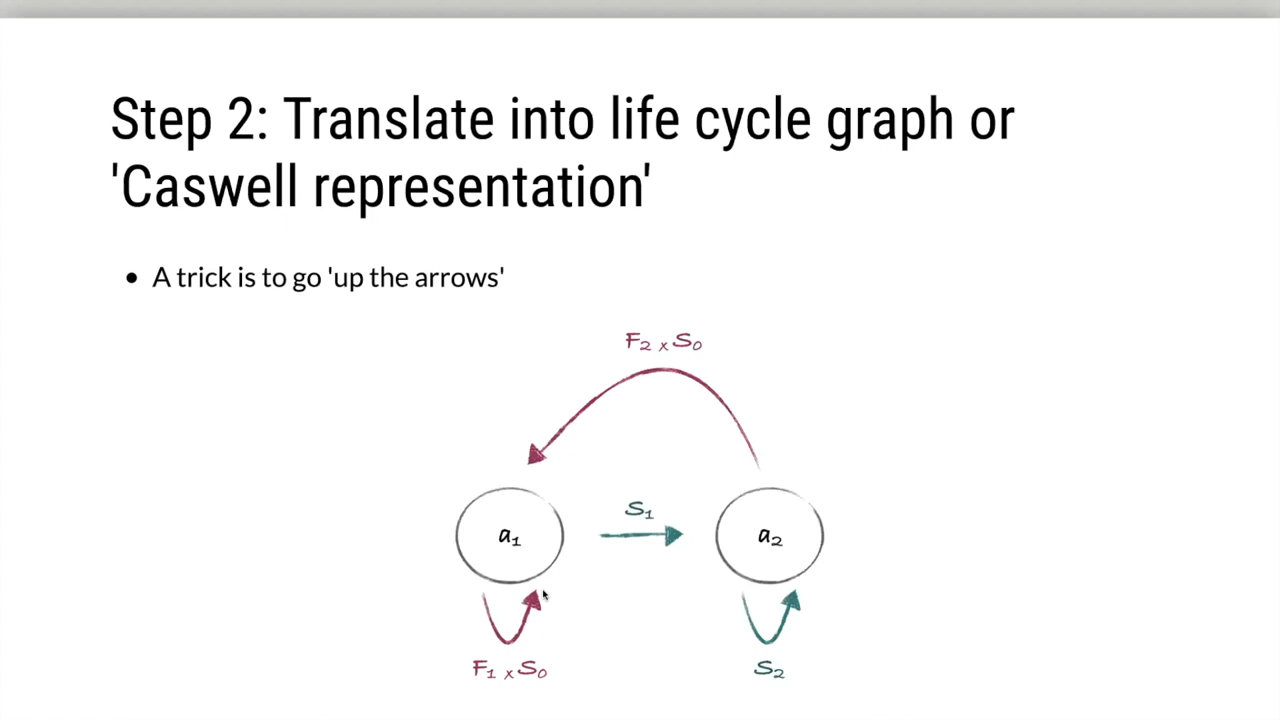 Step 2: Translate into life cycle graph or
'Caswell representation'
• A trick is to go 'up the arrows'
F₂ × S₀
S₁
a₁
a₂
F₁ × S₀
S₂